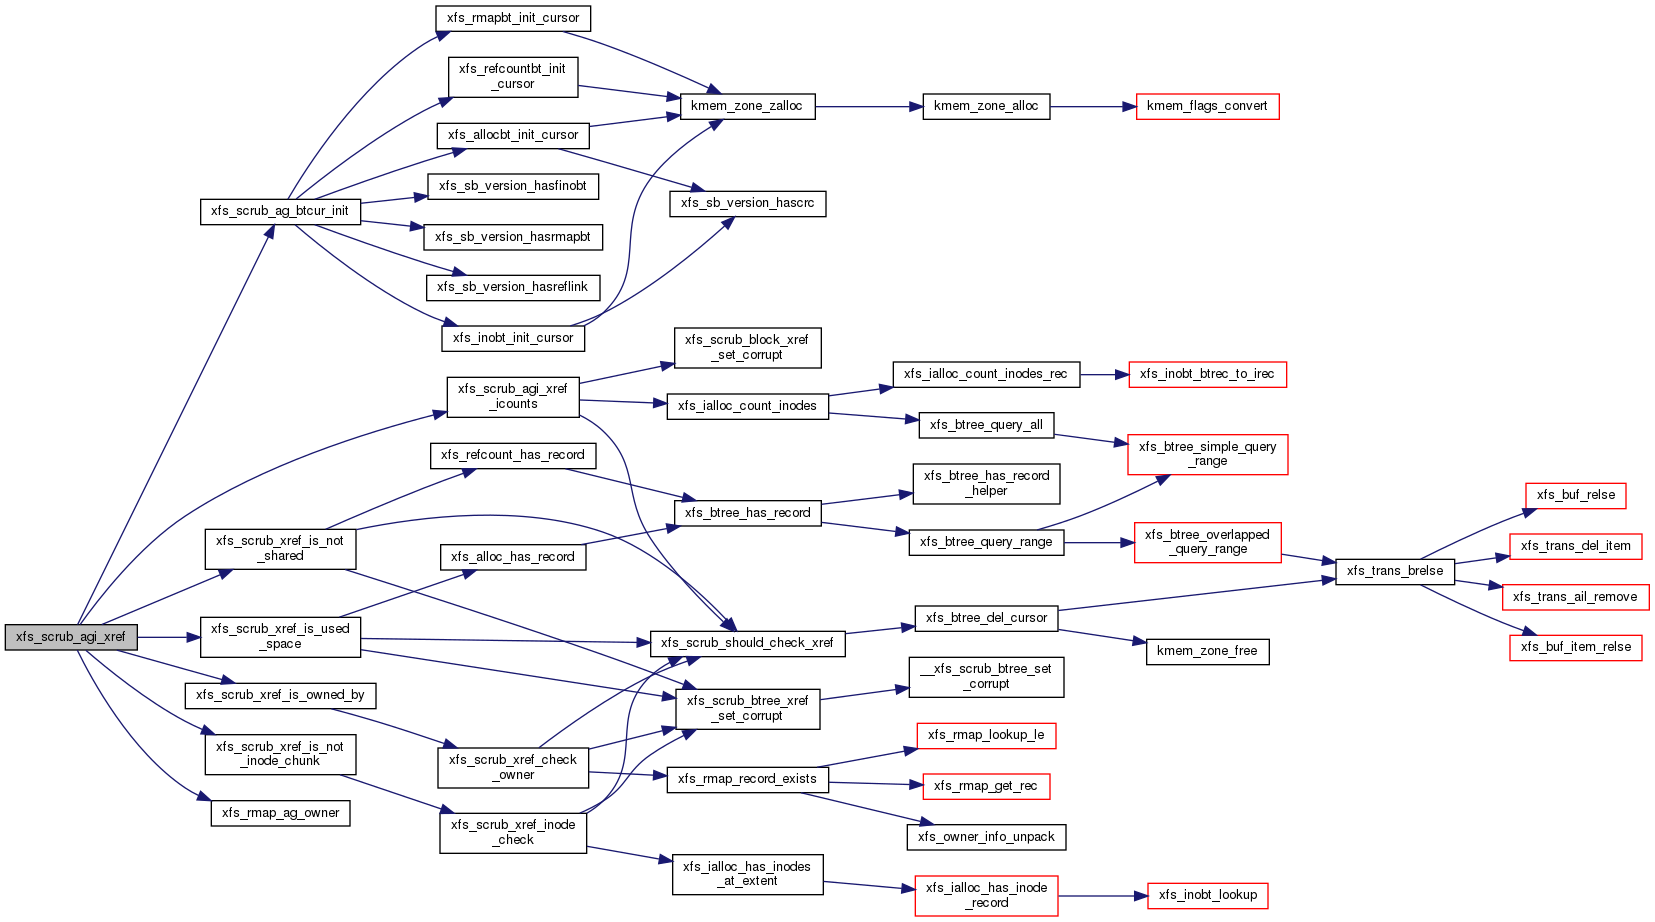 xfs_rmapbt_init_cursor
xfs_refcountbt_init
_cursor
kmem_zone_zalloc
kmem_zone_alloc
kmem_flags_convert
xfs_allocbt_init_cursor
xfs_sb_version_hasfinobt
xfs_sb_version_hascrc
xfs_scrub_ag_btcur_init
xfs_sb_version_hasrmapbt
xfs_sb_version_hasreflink
xfs_inobt_init_cursor
xfs_scrub_block_xref
_set_corrupt
xfs_ialloc_count_inodes_rec
xfs_inobt_btrec_to_irec
xfs_scrub_agi_xref
_icounts
xfs_ialloc_count_inodes
xfs_btree_query_all
xfs_btree_simple_query
_range
xfs_refcount_has_record
xfs_btree_has_record
_helper
xfs_buf_relse
xfs_btree_has_record
xfs_scrub_xref_is_not
_shared
xfs_btree_query_range
xfs_btree_overlapped
_query_range
xfs_trans_del_item
xfs_alloc_has_record
xfs_trans_brelse
xfs_trans_ail_remove
xfs_btree_del_cursor
xfs_scrub_agi_xref
xfs_scrub_xref_is_used
_space
xfs_scrub_should_check_xref
kmem_zone_free
xfs_buf_item_relse
__xfs_scrub_btree_set
_corrupt
xfs_scrub_xref_is_owned_by
xfs_scrub_btree_xref
_set_corrupt
xfs_rmap_lookup_le
xfs_scrub_xref_is_not
_inode_chunk
xfs_scrub_xref_check
_owner
xfs_rmap_record_exists
xfs_rmap_get_rec
xfs_rmap_ag_owner
xfs_scrub_xref_inode
_check
xfs_owner_info_unpack
xfs_ialloc_has_inodes
_at_extent
xfs_ialloc_has_inode
_record
xfs_inobt_lookup